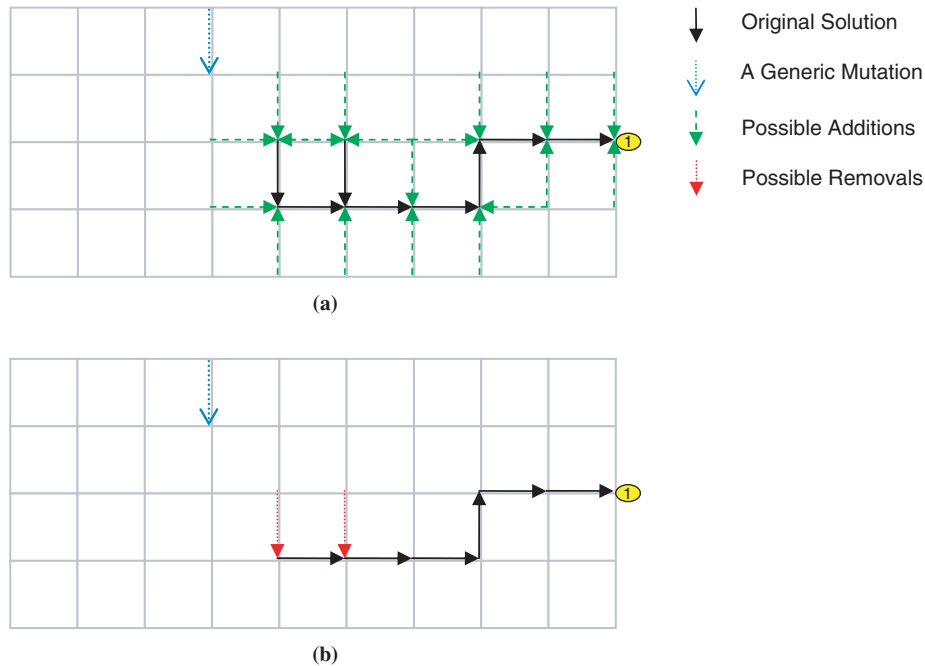 Original Solution
A Generic Mutation
Possible Additions
1
Possible Removals
(a)
1
(b)